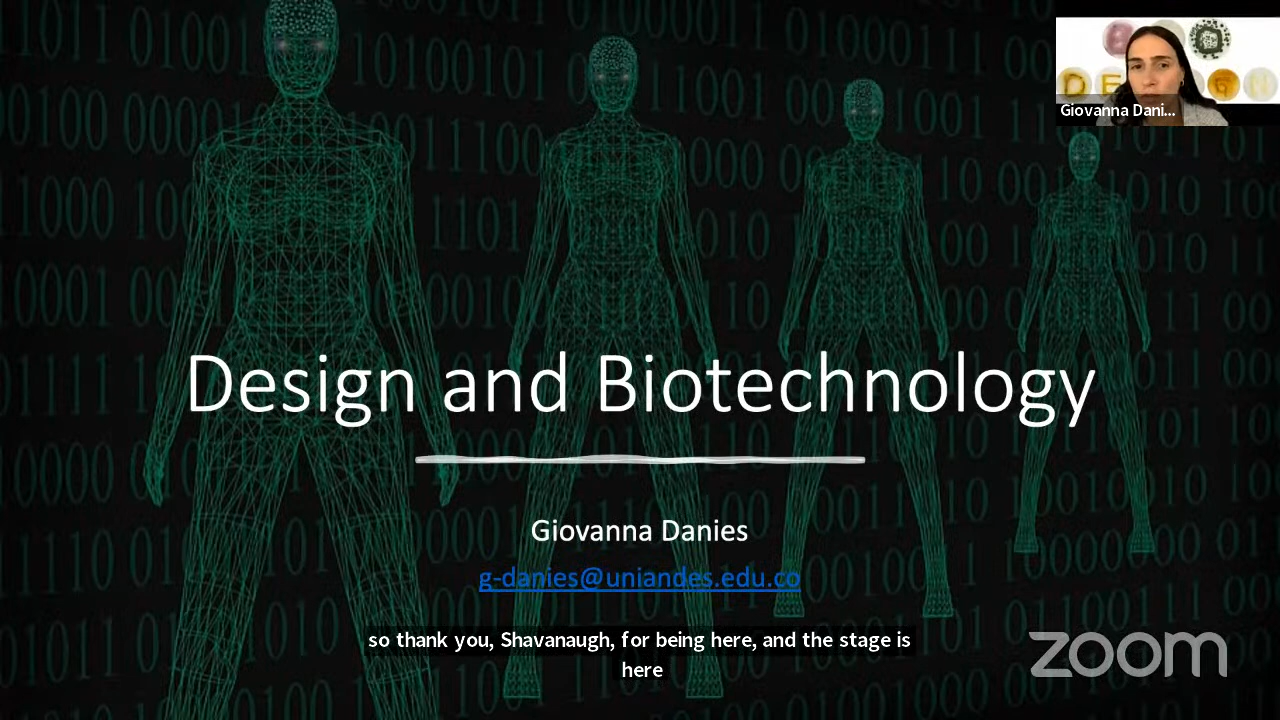 Giovanna Dani...
Design and Biotechnology
Giovanna Danies
g-danies@uniandes.edu.co
so thank you, Shavanaugh, for being here, and the stage is
here
zoom